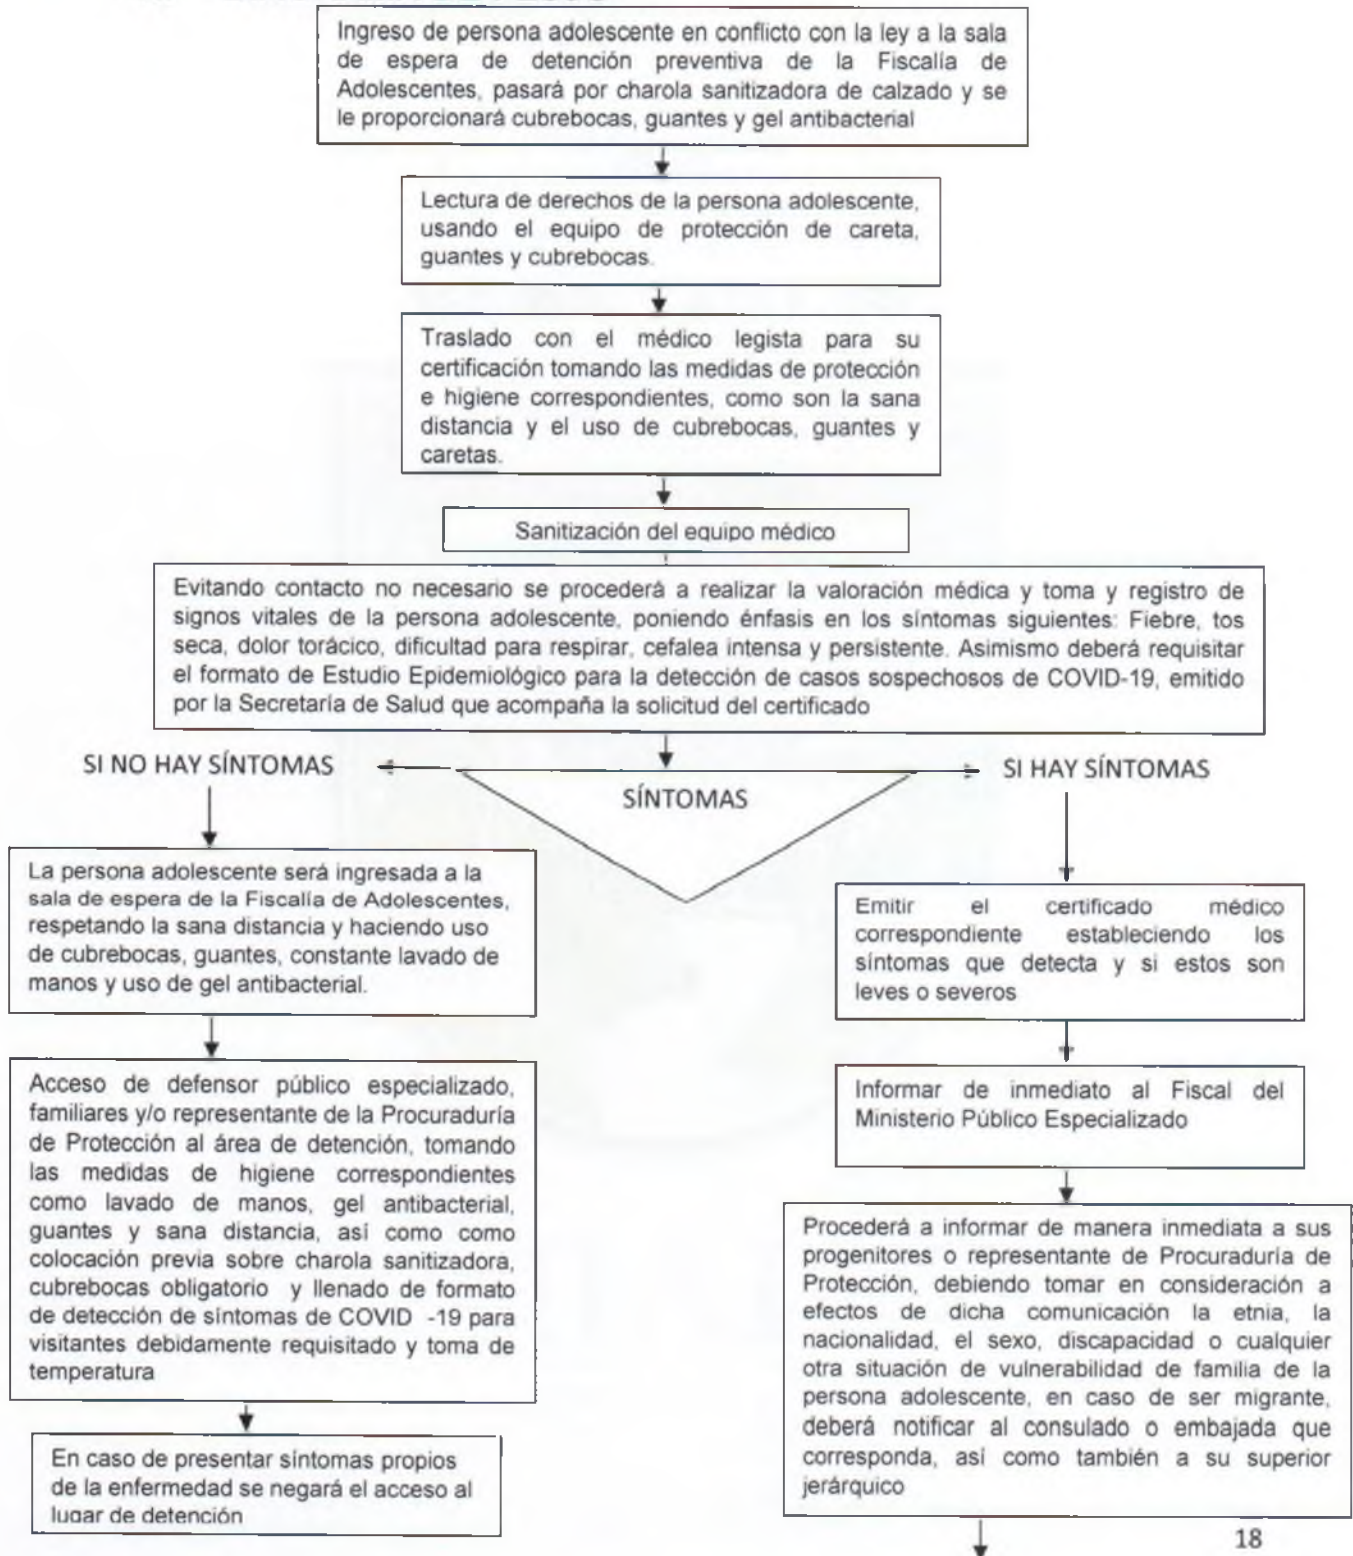 Ingreso de persona adolescente en conflicto con la ley a la sala
de espera de detención preventiva de la Fiscalía de
Adolescentes, pasará por charola sanitizadora de calzado y se
le proporcionará cubrebocas, guantes y gel antibacterial
Lectura de derechos de la persona adolescente,
usando el equipo de protección de careta,
guantes y cubrebocas.
Traslado con el médico legista para su
certificación tomando las medidas de protección
e higiene correspondientes, como son la sana
distancia y el uso de cubrebocas, guantes y
caretas.
Sanitización del equipo médico
Evitando contacto no necesario se procederá a realizar la valoración médica y toma y registro de
signos vitales de la persona adolescente, poniendo énfasis en los síntomas siguientes: Fiebre, tos
seca, dolor torácico, dificultad para respirar, cefalea intensa y persistente. Asimismo deberá requisitar
el formato de Estudio Epidemiológico para la detección de casos sospechosos de COVID-19, emitido
por la Secretaría de Salud que acompaña la solicitud del certificado
SÍNTOMAS
SI NO HAY SÍNTOMAS
La persona adolescente será ingresada a la
sala de espera de la Fiscalía de Adolescentes,
respetando la sana distancia y haciendo uso
de cubrebocas, guantes, constante lavado de
manos y uso de gel antibacterial.
Acceso de defensor público especializado,
familiares y/o representante de la Procuraduría
de Protección al área de detención, tomando
las medidas de higiene correspondientes
como lavado de manos, gel antibacterial,
guantes y sana distancia, así como como
colocación previa sobre charola sanitizadora,
cubrebocas obligatorio y llenado de formato
de detección de síntomas de COVID -19 para
visitantes debidamente requisitado y toma de
temperatura
En caso de presentar síntomas propios
de la enfermedad se negará el acceso al
lugar de detención
SI HAY SÍNTOMAS
Emitir el certificado médico
correspondiente estableciendo los
síntomas que detecta y si estos son
leves o severos
Informar de inmediato al Fiscal del
Ministerio Público Especializado
Procederá a informar de manera inmediata a sus
progenitores o representante de Procuraduría de
Protección, debiendo tomar en consideración a
efectos de dicha comunicación la etnia, la
nacionalidad, el sexo, discapacidad o cualquier
otra situación de vulnerabilidad de familia de la
persona adolescente, en caso de ser migrante,
deberá notificar al consulado o embajada que
corresponda, así como también a su superior
jerárquico
18